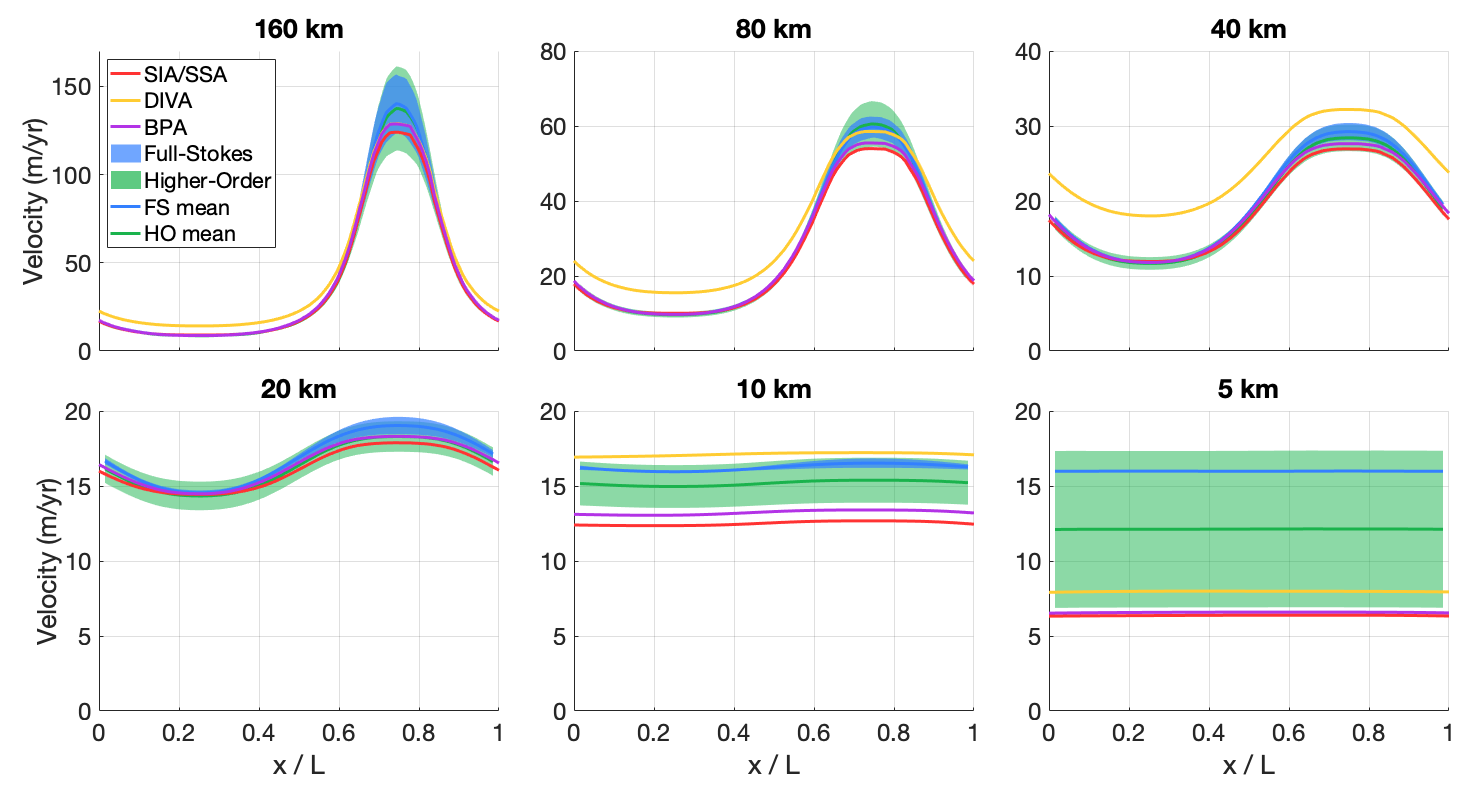 160 km
80 km
40 km
Velocity (m/yr)
150
100
50
0
SIA/SSA
DIVA
BPA
Full-Stokes
Higher-Order
FS mean
HO mean
80
60
40
20
0
40
30
20
10
0
20 km
10 km
5 km
Velocity (m/yr)
20
15
10
5
0
0 0.2 0.4 0.6 0.8 1
x / L
20
15
10
5
0
0 0.2 0.4 0.6 0.8 1
x / L
20
15
10
5
0
0 0.2 0.4 0.6 0.8 1
x / L